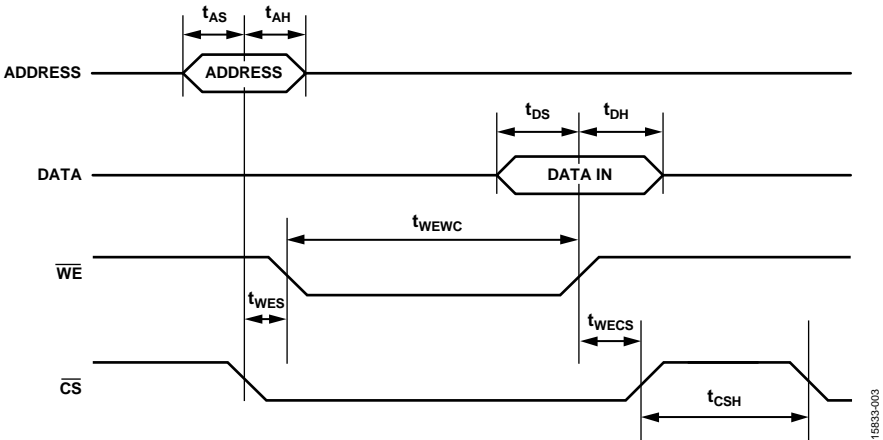 tAS
tAH
ADDRESS
ADDRESS
tDS
tDH
DATA
DATA IN
tWEWC
WE
tWES
tWECS
CS
tCSH
15833-003